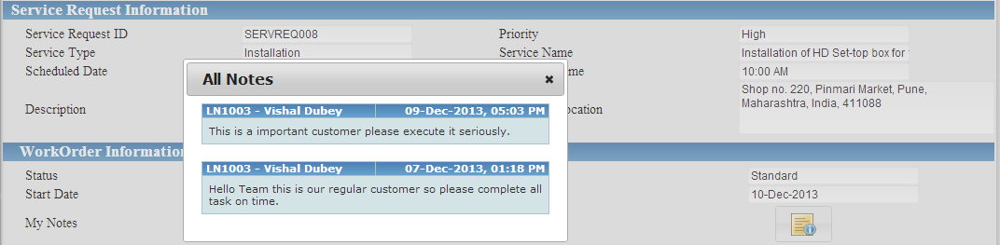 Service Request Information
Service Request ID SERVREQ008 Priority High
Service Type Installation Service Name Installation of HD Set-top box for
Scheduled Date 10:00 AM
Description Shop no. 220, Pinmari Market, Pune,
Maharashtra, India, 411088
All Notes
LN1003 - Vishal Dubey 09-Dec-2013, 05:03 PM
This is a important customer please execute it seriously.
LN1003 - Vishal Dubey 07-Dec-2013, 01:18 PM
Hello Team this is our regular customer so please complete all
task on time.
WorkOrder Information
Status Standard
Start Date 10-Dec-2013
My Notes